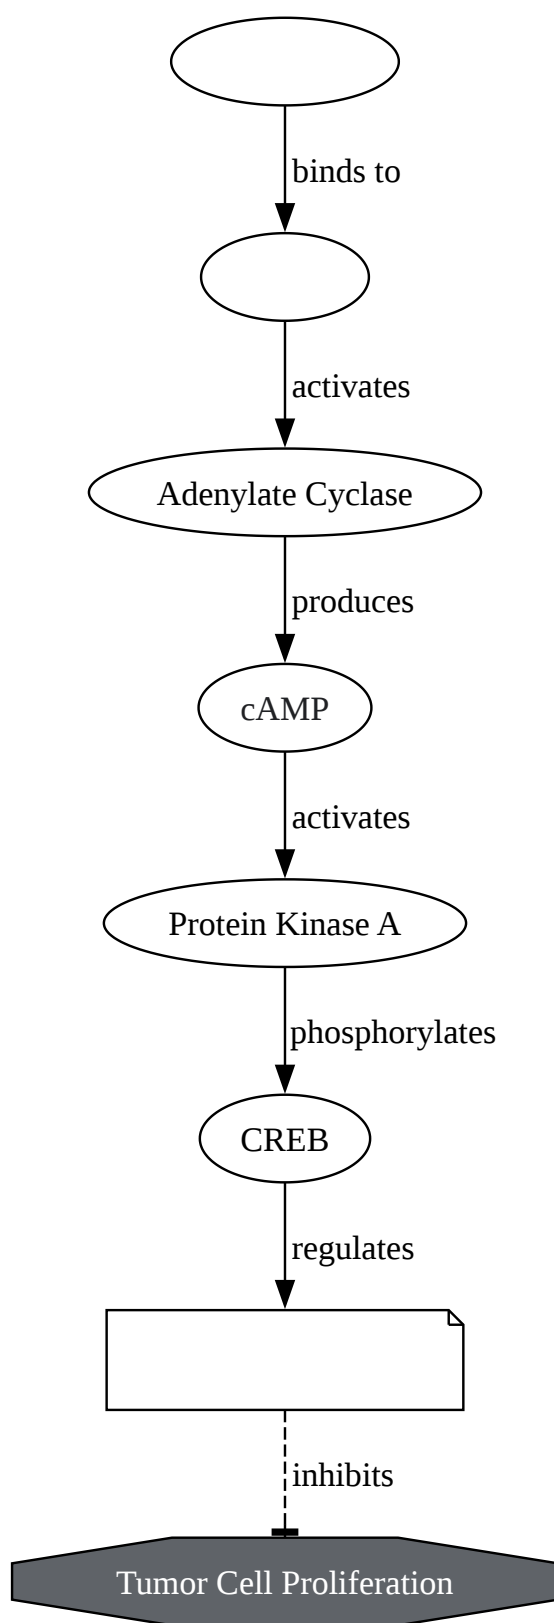 binds to
activates
Adenylate Cyclase
produces
cAMP
activates
Protein Kinase A
phosphorylates
CREB
regulates
inhibits
Tumor Cell Proliferation